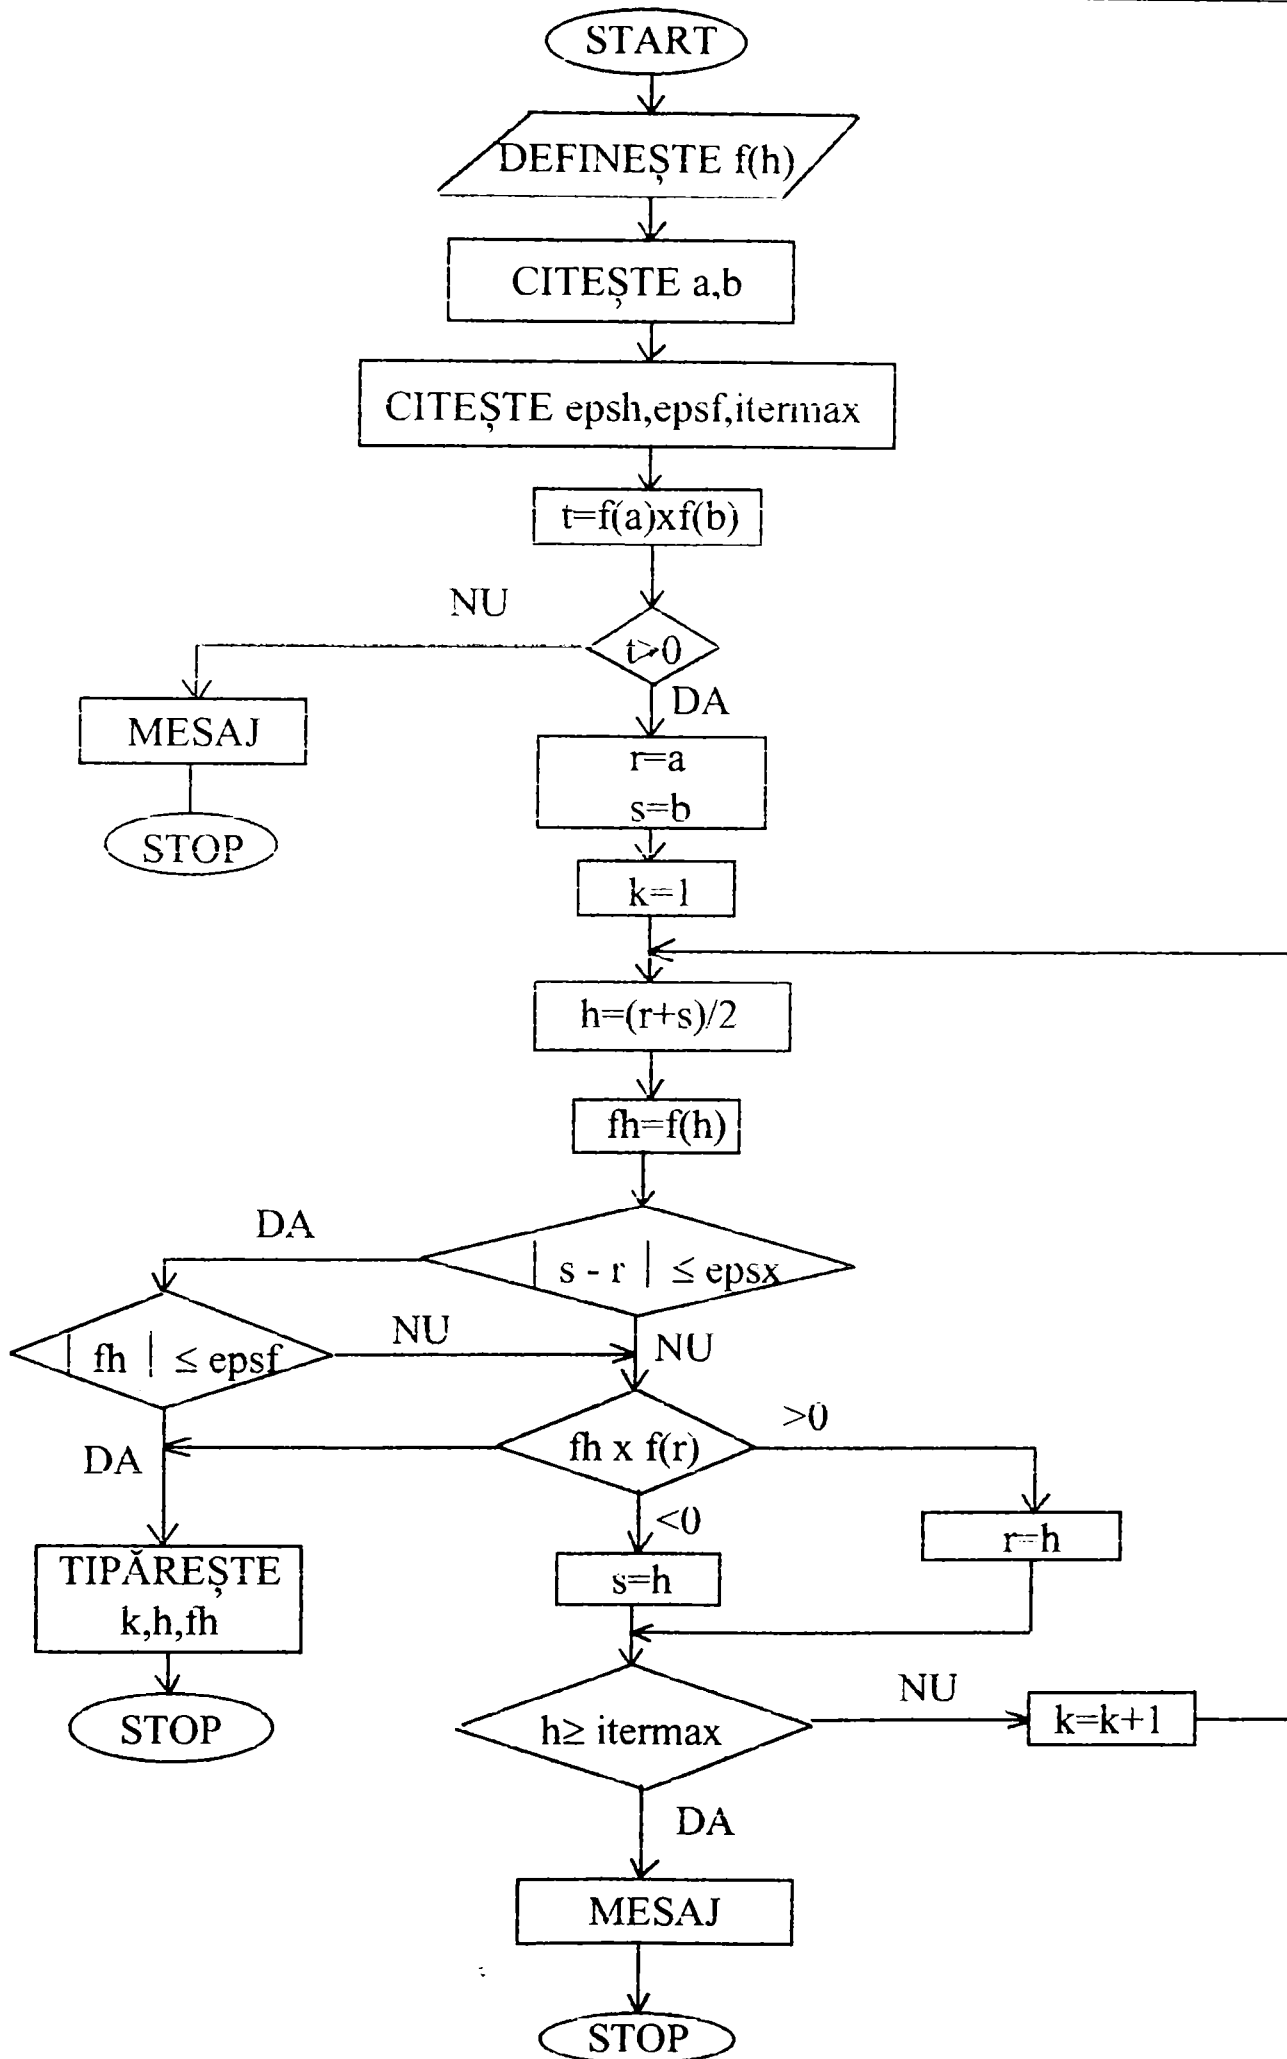 START
DEFINEȘTE f(h)
CITEȘTE a,b
CITEȘTE epsh,epsf,itermax
t=f(a)xf(b)
NU
t>0
DA
MESAJ
r=a
s=b
STOP
k=1
h=(r+s)/2
fh=f(h)
DA
| s - r | ≤ epsx
NU
NU
| fh | ≤ epsf
>0
fh x f(r)
DA
<0
r=h
TIPĂREȘTE
k,h,fh
s=h
NU
STOP
h≥ itermax
k=k+1
DA
MESAJ
STOP